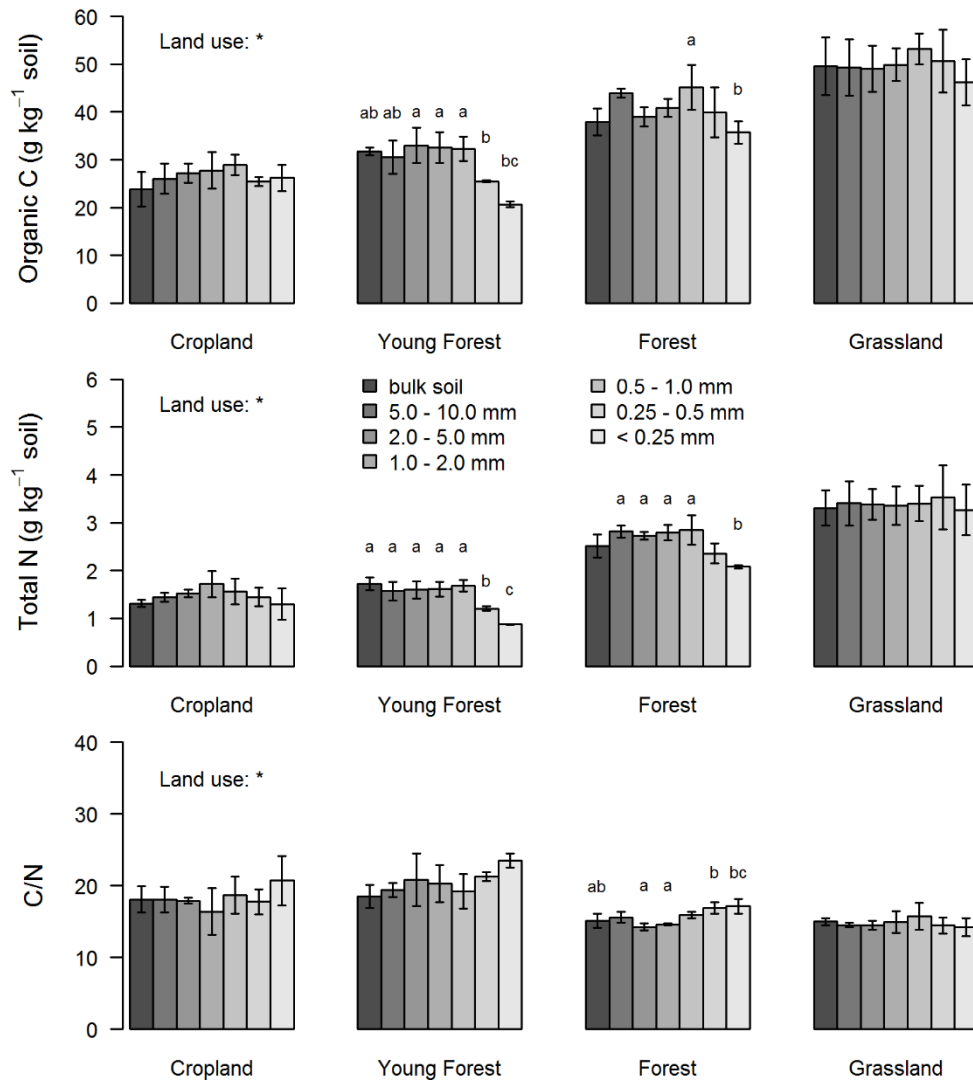 Organic C (g kg⁻¹ soil)
60
50
40
30
20
10
0
Land use: *
ab ab a a a b bc
a b
Cropland Young Forest Forest Grassland
Total N (g kg⁻¹ soil)
6
5
4
3
2
1
0
Land use: *
bulk soil
5.0 - 10.0 mm
2.0 - 5.0 mm
1.0 - 2.0 mm
0.5 - 1.0 mm
0.25 - 0.5 mm
< 0.25 mm
a a a a a b c
a a a a b
Cropland Young Forest Forest Grassland
C/N
40
30
20
10
0
Land use: *
ab a a b bc
Cropland Young Forest Forest Grassland